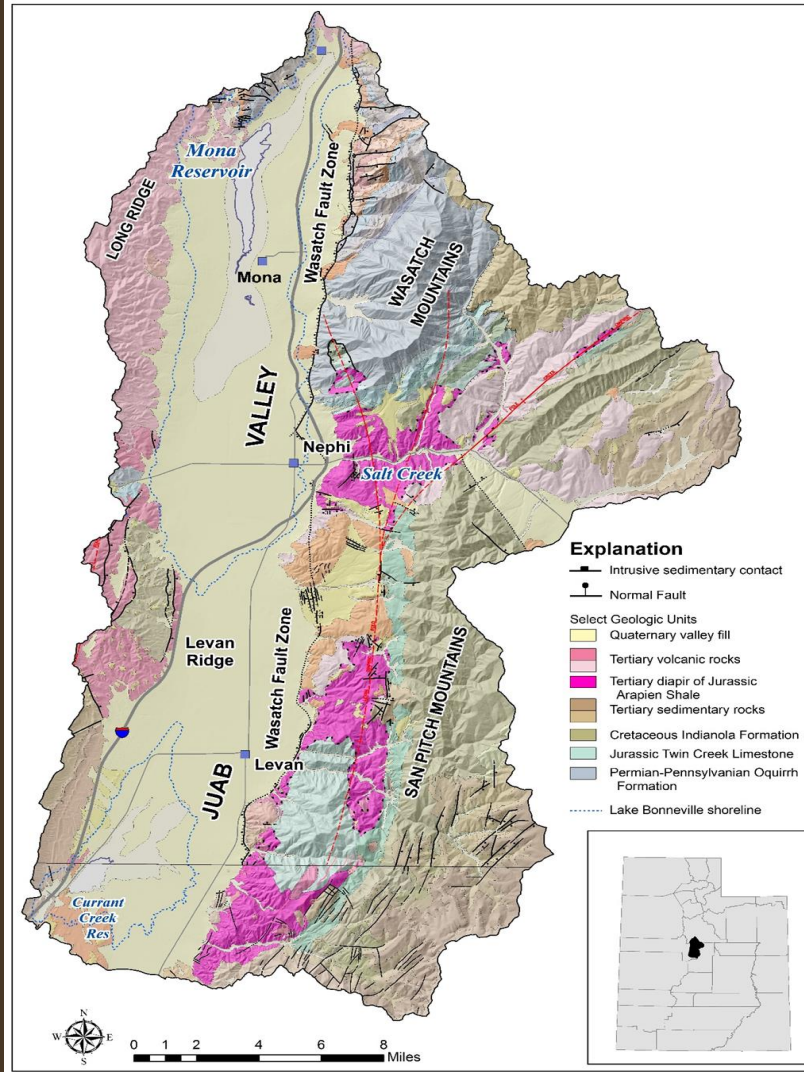 Mona
Reservoir
LONG RIDGE
Wasatch Fault Zone
WASATCH
MOUNTAINS
Mona
VALLEY
Nephi
Salt Creek
Levan
Ridge
Wasatch Fault Zone
SAN PITCH MOUNTAINS
Levan
JUAB
Currant
Creek
Res
Explanation
Intrusive sedimentary contact
Normal Fault
Select Geologic Units
Quaternary valley fill
Tertiary volcanic rocks
Tertiary diapir of Jurassic
Arapien Shale
Tertiary sedimentary rocks
Cretaceous Indianola Formation
Jurassic Twin Creek Limestone
Permian-Pennsylvanian Oquirrh
Formation
Lake Bonneville shoreline
N
W E
S
0 2 4 6 8
Miles